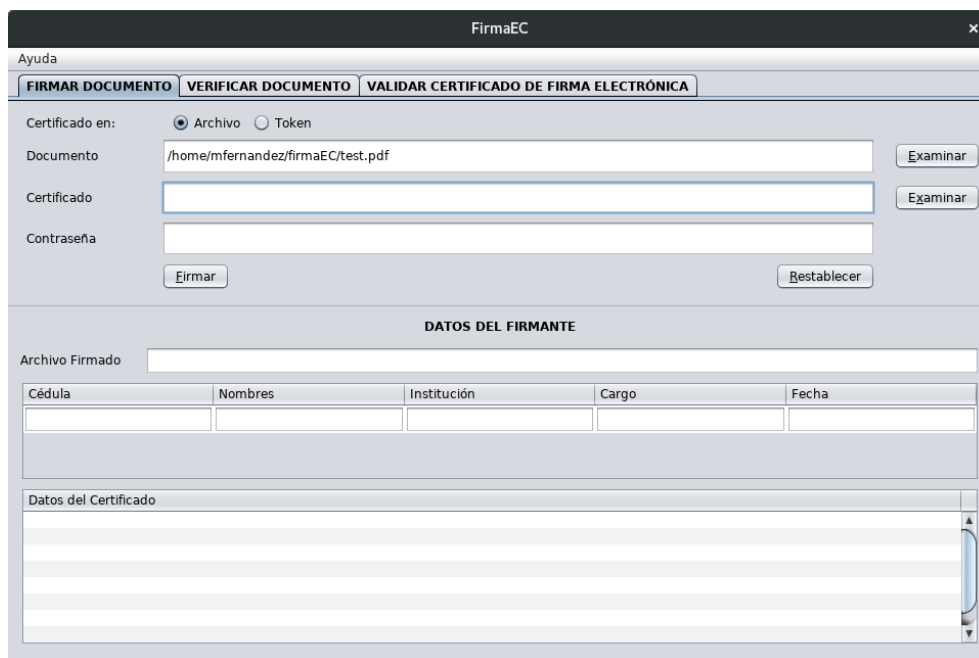 FirmaEC
Ayuda
FIRMAR DOCUMENTO VERIFICAR DOCUMENTO VALIDAR CERTIFICADO DE FIRMA ELECTRÓNICA
Certificado en: Archivo Token
Documento /home/mfernandez/firmaEC/test.pdf Examinar
Certificado Examinar
Contraseña
Firmar Restablecer
DATOS DEL FIRMANTE
Archivo Firmado
Cédula Nombres Institución Cargo Fecha
Datos del Certificado